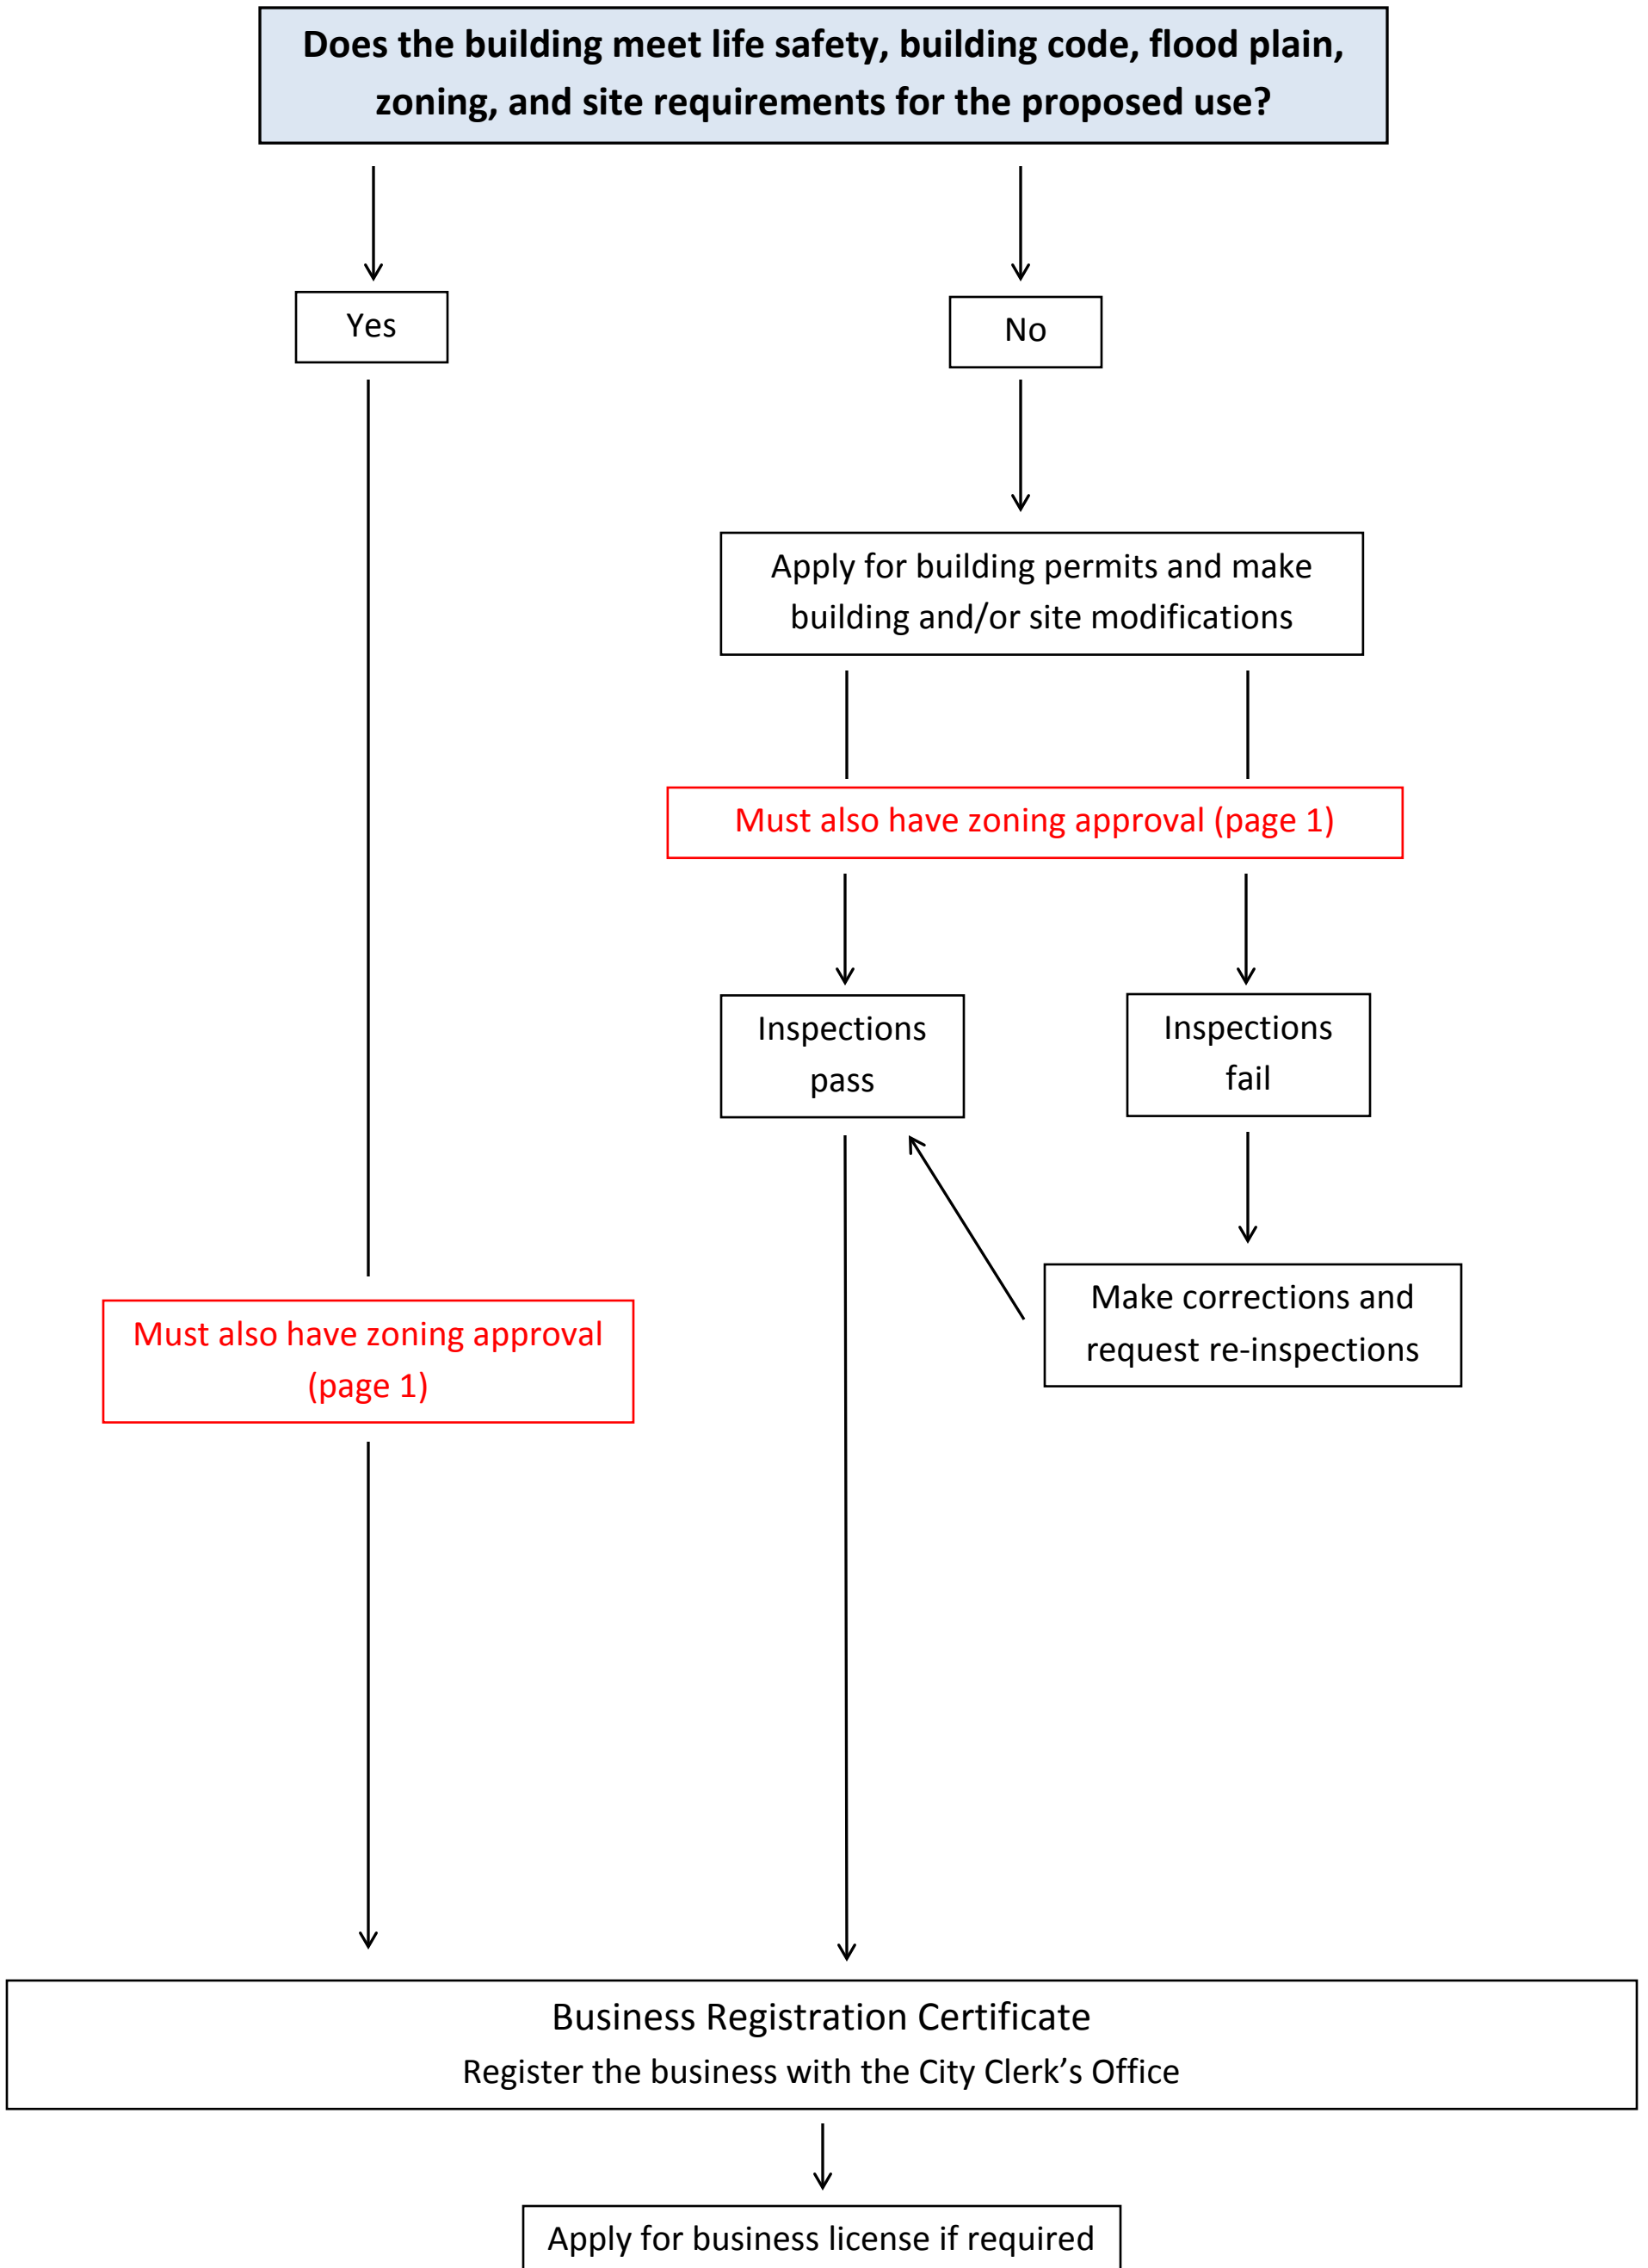 Does the building meet life safety, building code, flood plain,
zoning, and site requirements for the proposed use?
Yes
No
Apply for building permits and make
building and/or site modifications
Must also have zoning approval (page 1)
Inspections
pass
Inspections
fail
Make corrections and
request re-inspections
Must also have zoning approval
(page 1)
Business Registration Certificate
Register the business with the City Clerk’s Office
Apply for business license if required